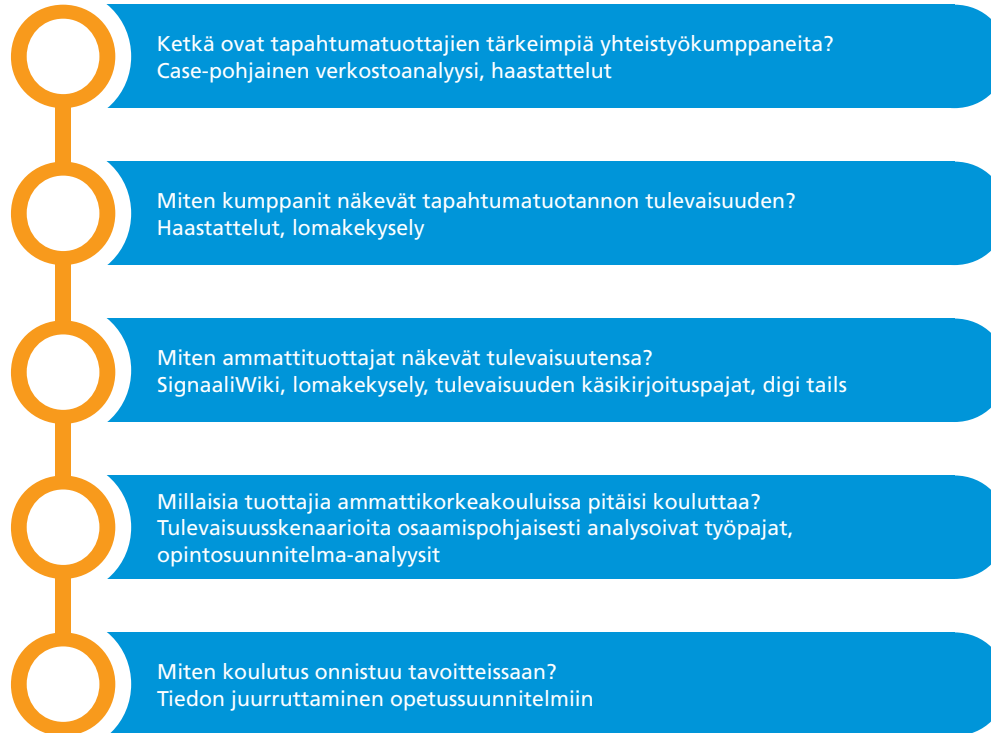 Ketkä ovat tapahtumatuottajien tärkeimpiä yhteistyökumppaneita?
Case-pohjainen verkostoanalyysi, haastattelut
Miten kumppanit näkevät tapahtumatuotannon tulevaisuuden?
Haastattelut, lomakekysely
Miten ammattituottajat näkevät tulevaisuutensa?
SignaaliWiki, lomakekysely, tulevaisuuden käsikirjoituspajat, digi tails
Millaisia tuottajia ammattikorkeakouluissa pitäisi kouluttaa?
Tulevaisuusskenaarioita osaamispohjaisesti analysoivat työpajat,
opintosuunnitelma-analyysit
Miten koulutus onnistuu tavoitteissaan?
Tiedon juurruttaminen opetussuunnitelmiin